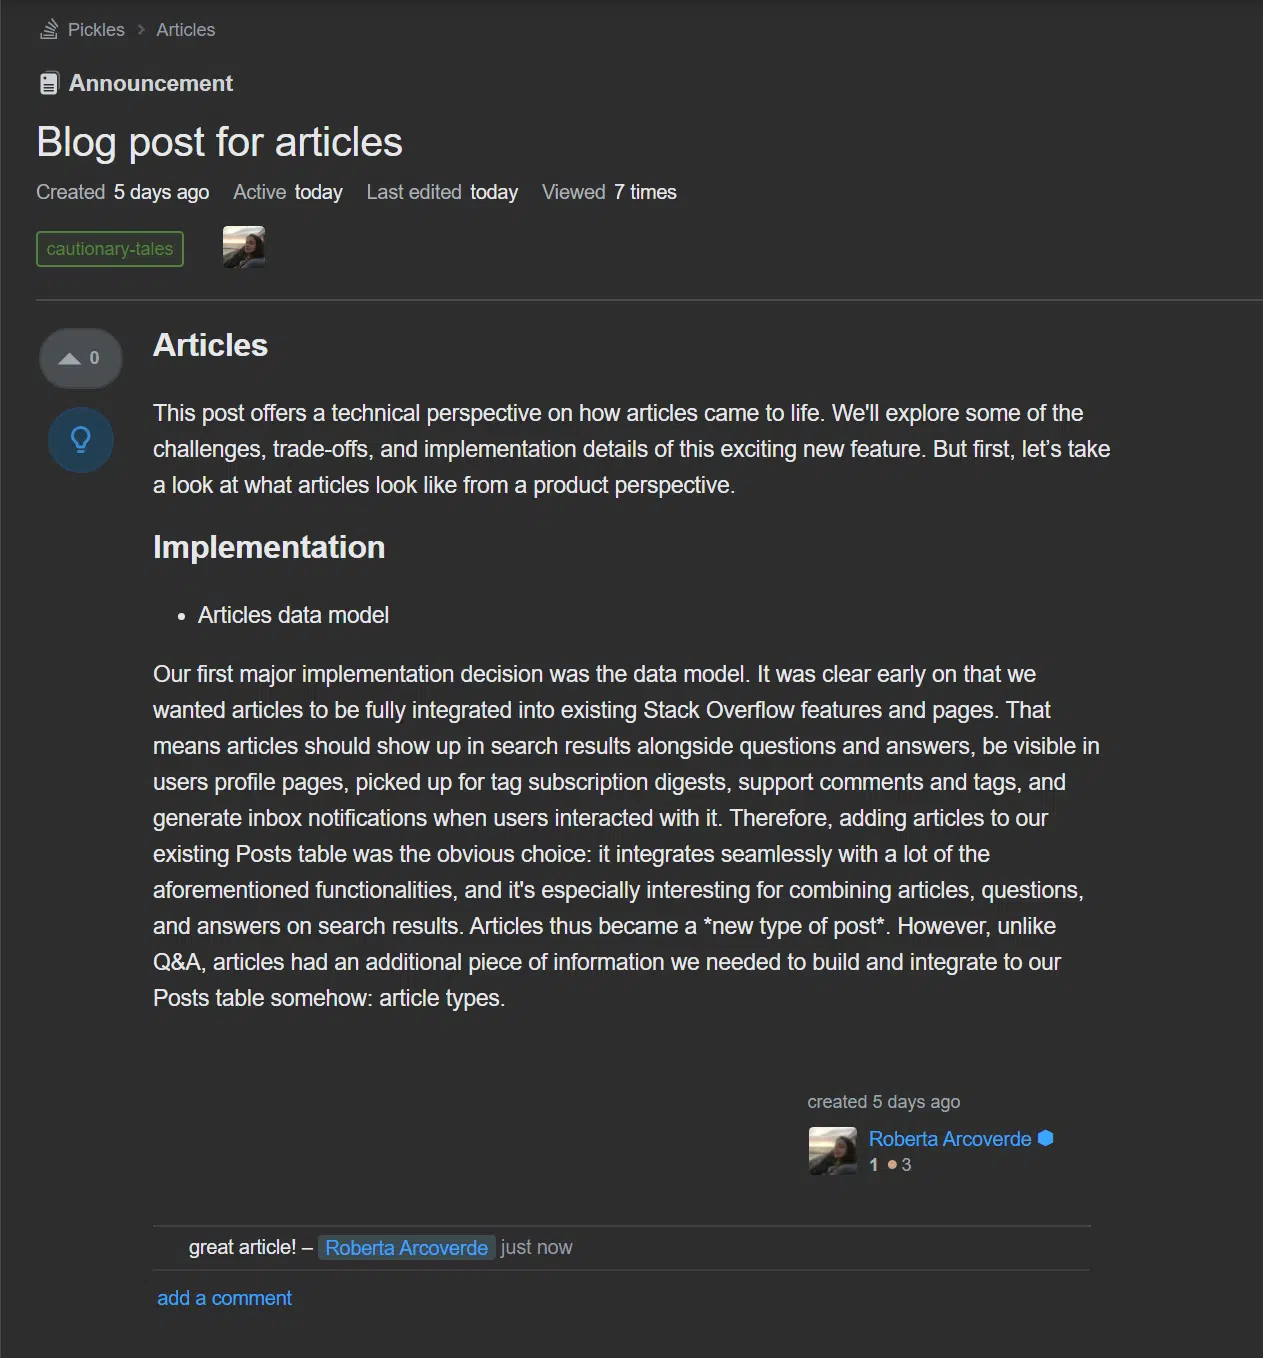 Pickles > Articles
Announcement
Blog post for articles
Created 5 days ago Active today Last edited today Viewed 7 times
cautionary-tales
0
Articles
This post offers a technical perspective on how articles came to life. We'll explore some of the
challenges, trade-offs, and implementation details of this exciting new feature. But first, let’s take
a look at what articles look like from a product perspective.
Implementation
• Articles data model
Our first major implementation decision was the data model. It was clear early on that we
wanted articles to be fully integrated into existing Stack Overflow features and pages. That
means articles should show up in search results alongside questions and answers, be visible in
users profile pages, picked up for tag subscription digests, support comments and tags, and
generate inbox notifications when users interacted with it. Therefore, adding articles to our
existing Posts table was the obvious choice: it integrates seamlessly with a lot of the
aforementioned functionalities, and it's especially interesting for combining articles, questions,
and answers on search results. Articles thus became a *new type of post*. However, unlike
Q&A, articles had an additional piece of information we needed to build and integrate to our
Posts table somehow: article types.
created 5 days ago
Roberta Arcoverde
1 ● 3
great article! – Roberta Arcoverde just now
add a comment